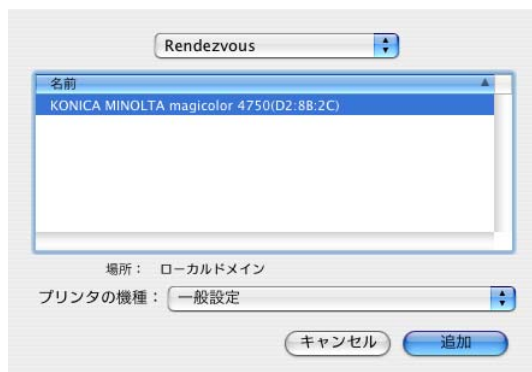 Rendezvous
名前
KONICA MINOLTA magicolor 4750(D2:8B:2C)
場所： ローカルドメイン
プリンタの機種： 一般設定
キャンセル 追加